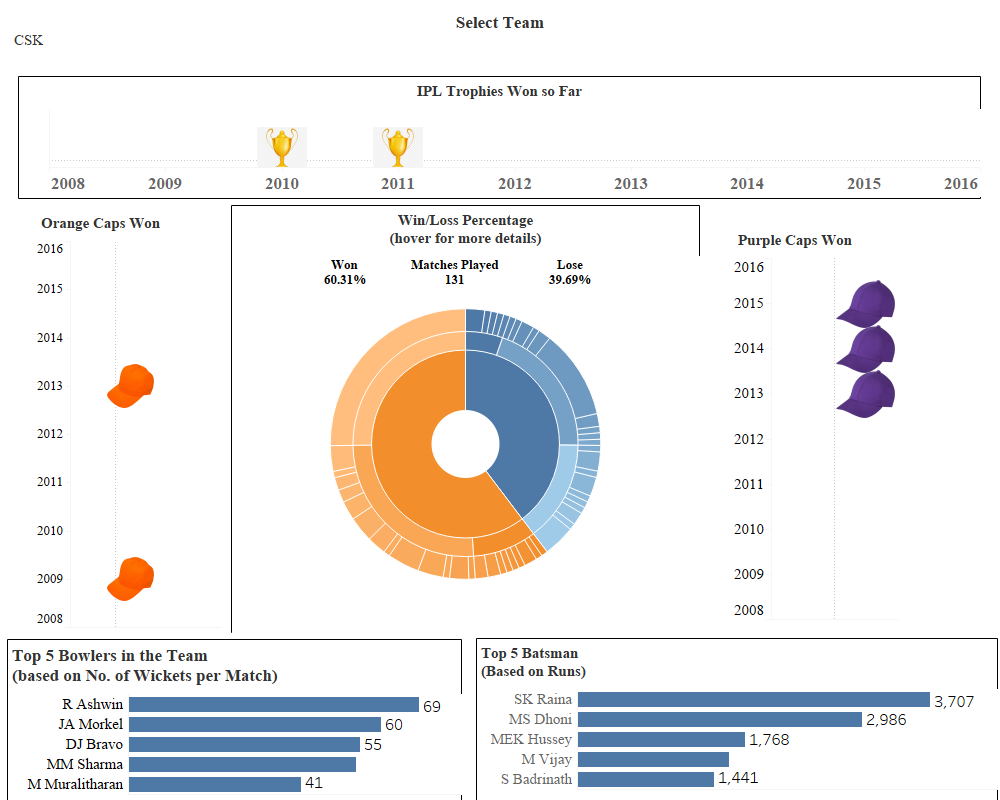 Select Team
CSK
IPL Trophies Won so Far
2008 2009 2010 2011 2012 2013 2014 2015 2016
Orange Caps Won
2016
2015
2014
2013
2012
2011
2010
2009
2008
Win/Loss Percentage
(hover for more details)
Won Matches Played Lose
60.31% 131 39.69%
Purple Caps Won
2016
2015
2014
2013
2012
2011
2010
2009
2008
Top 5 Bowlers in the Team
(based on No. of Wickets per Match)
R Ashwin 69
JA Morkel 60
DJ Bravo 55
MM Sharma
M Muralitharan 41
Top 5 Batsman
(Based on Runs)
SK Raina 3,707
MS Dhoni 2,986
MEK Hussey 1,768
M Vijay
S Badrinath 1,441